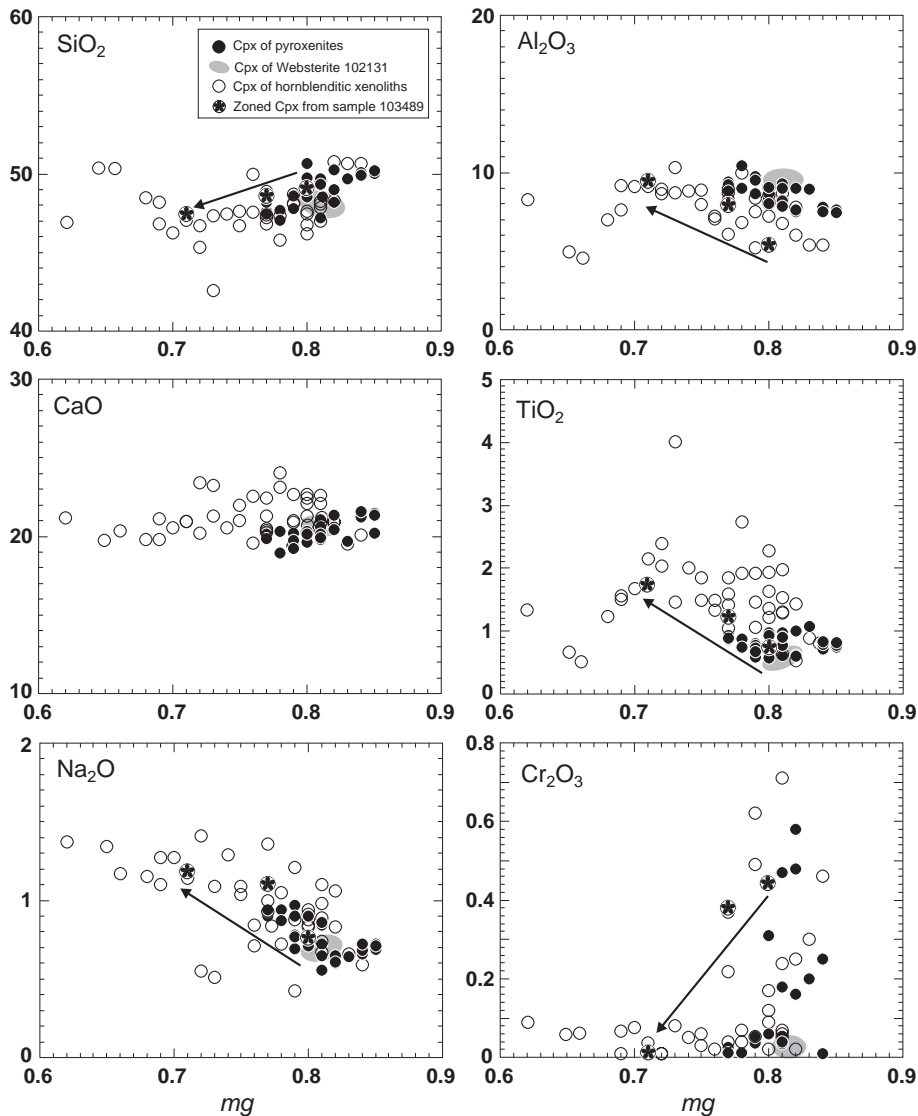 60
SiO2
Cpx of pyroxenites
Cpx of Websterite 102131
Cpx of hornblenditic xenoliths
Zoned Cpx from sample 103489
50
40
0.6 0.7 0.8 0.9
20
Al2O3
10
0
0.6 0.7 0.8 0.9
30
CaO
20
10
0.6 0.7 0.8 0.9
5
TiO2
4
3
2
1
0
0.6 0.7 0.8 0.9
2
Na2O
1
0
0.6 0.7 0.8 0.9
mg
0.8
Cr2O3
0.6
0.4
0.2
0
0.6 0.7 0.8 0.9
mg